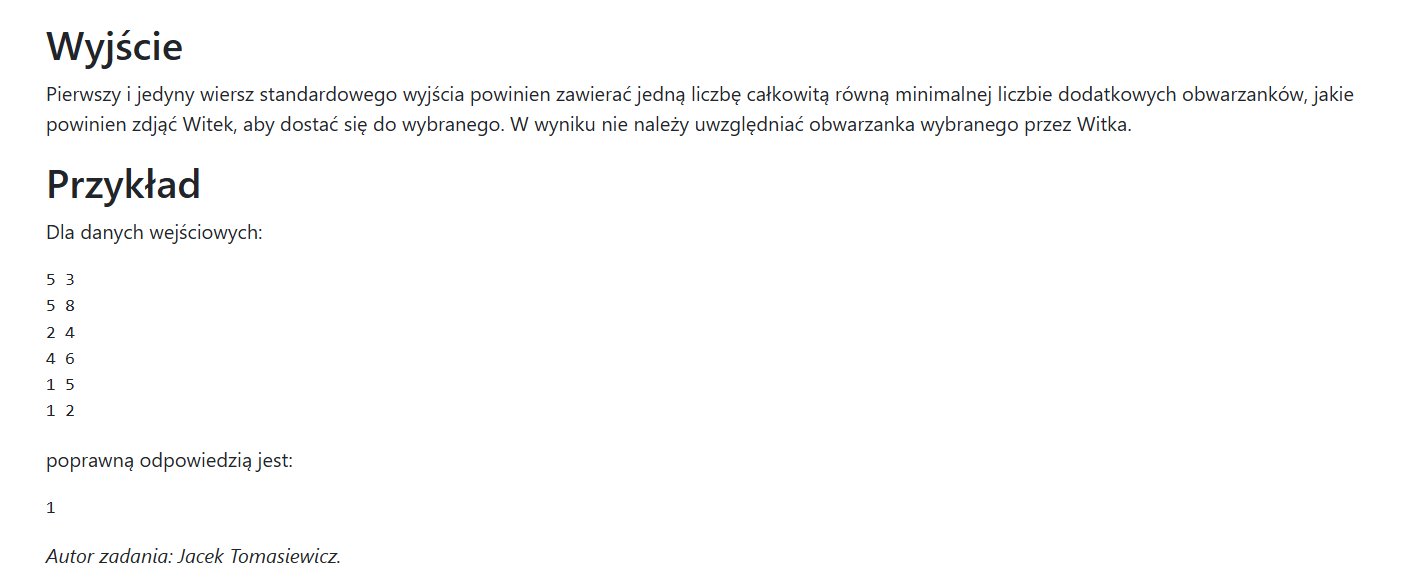 Wyjście
Pierwszy i jedyny wiersz standardowego wyjścia powinien zawierać jedną liczbę całkowitą równą minimalnej liczbie dodatkowych obwarzanków, jakie
powinien zdjąć Witek, aby dostać się do wybranego. W wyniku nie należy uwzględniać obwarzanka wybranego przez Witka.
Przykład
Dla danych wejściowych:
5 3
5 8
2 4
4 6
1 5
1 2
poprawną odpowiedzią jest:
1
Autor zadania: Jacek Tomasiewicz.